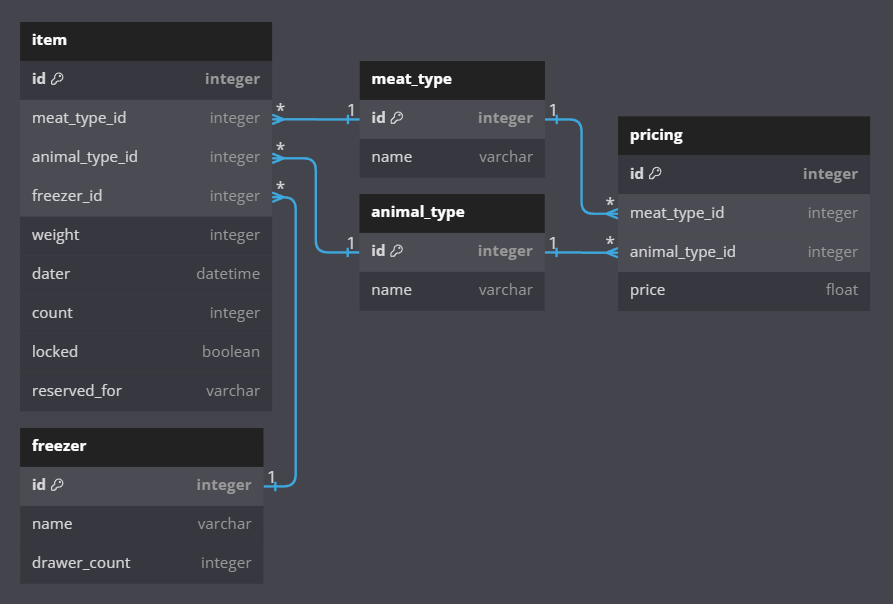 item
id integer
meat_type_id integer
animal_type_id integer
freezer_id integer
weight integer
dater datetime
count integer
locked boolean
reserved_for varchar
* 1
* 1
*
meat_type
id integer
name varchar
animal_type
id integer
name varchar
1 *
1 *
pricing
id integer
meat_type_id integer
animal_type_id integer
price float
freezer
id integer
name varchar
drawer_count integer
1